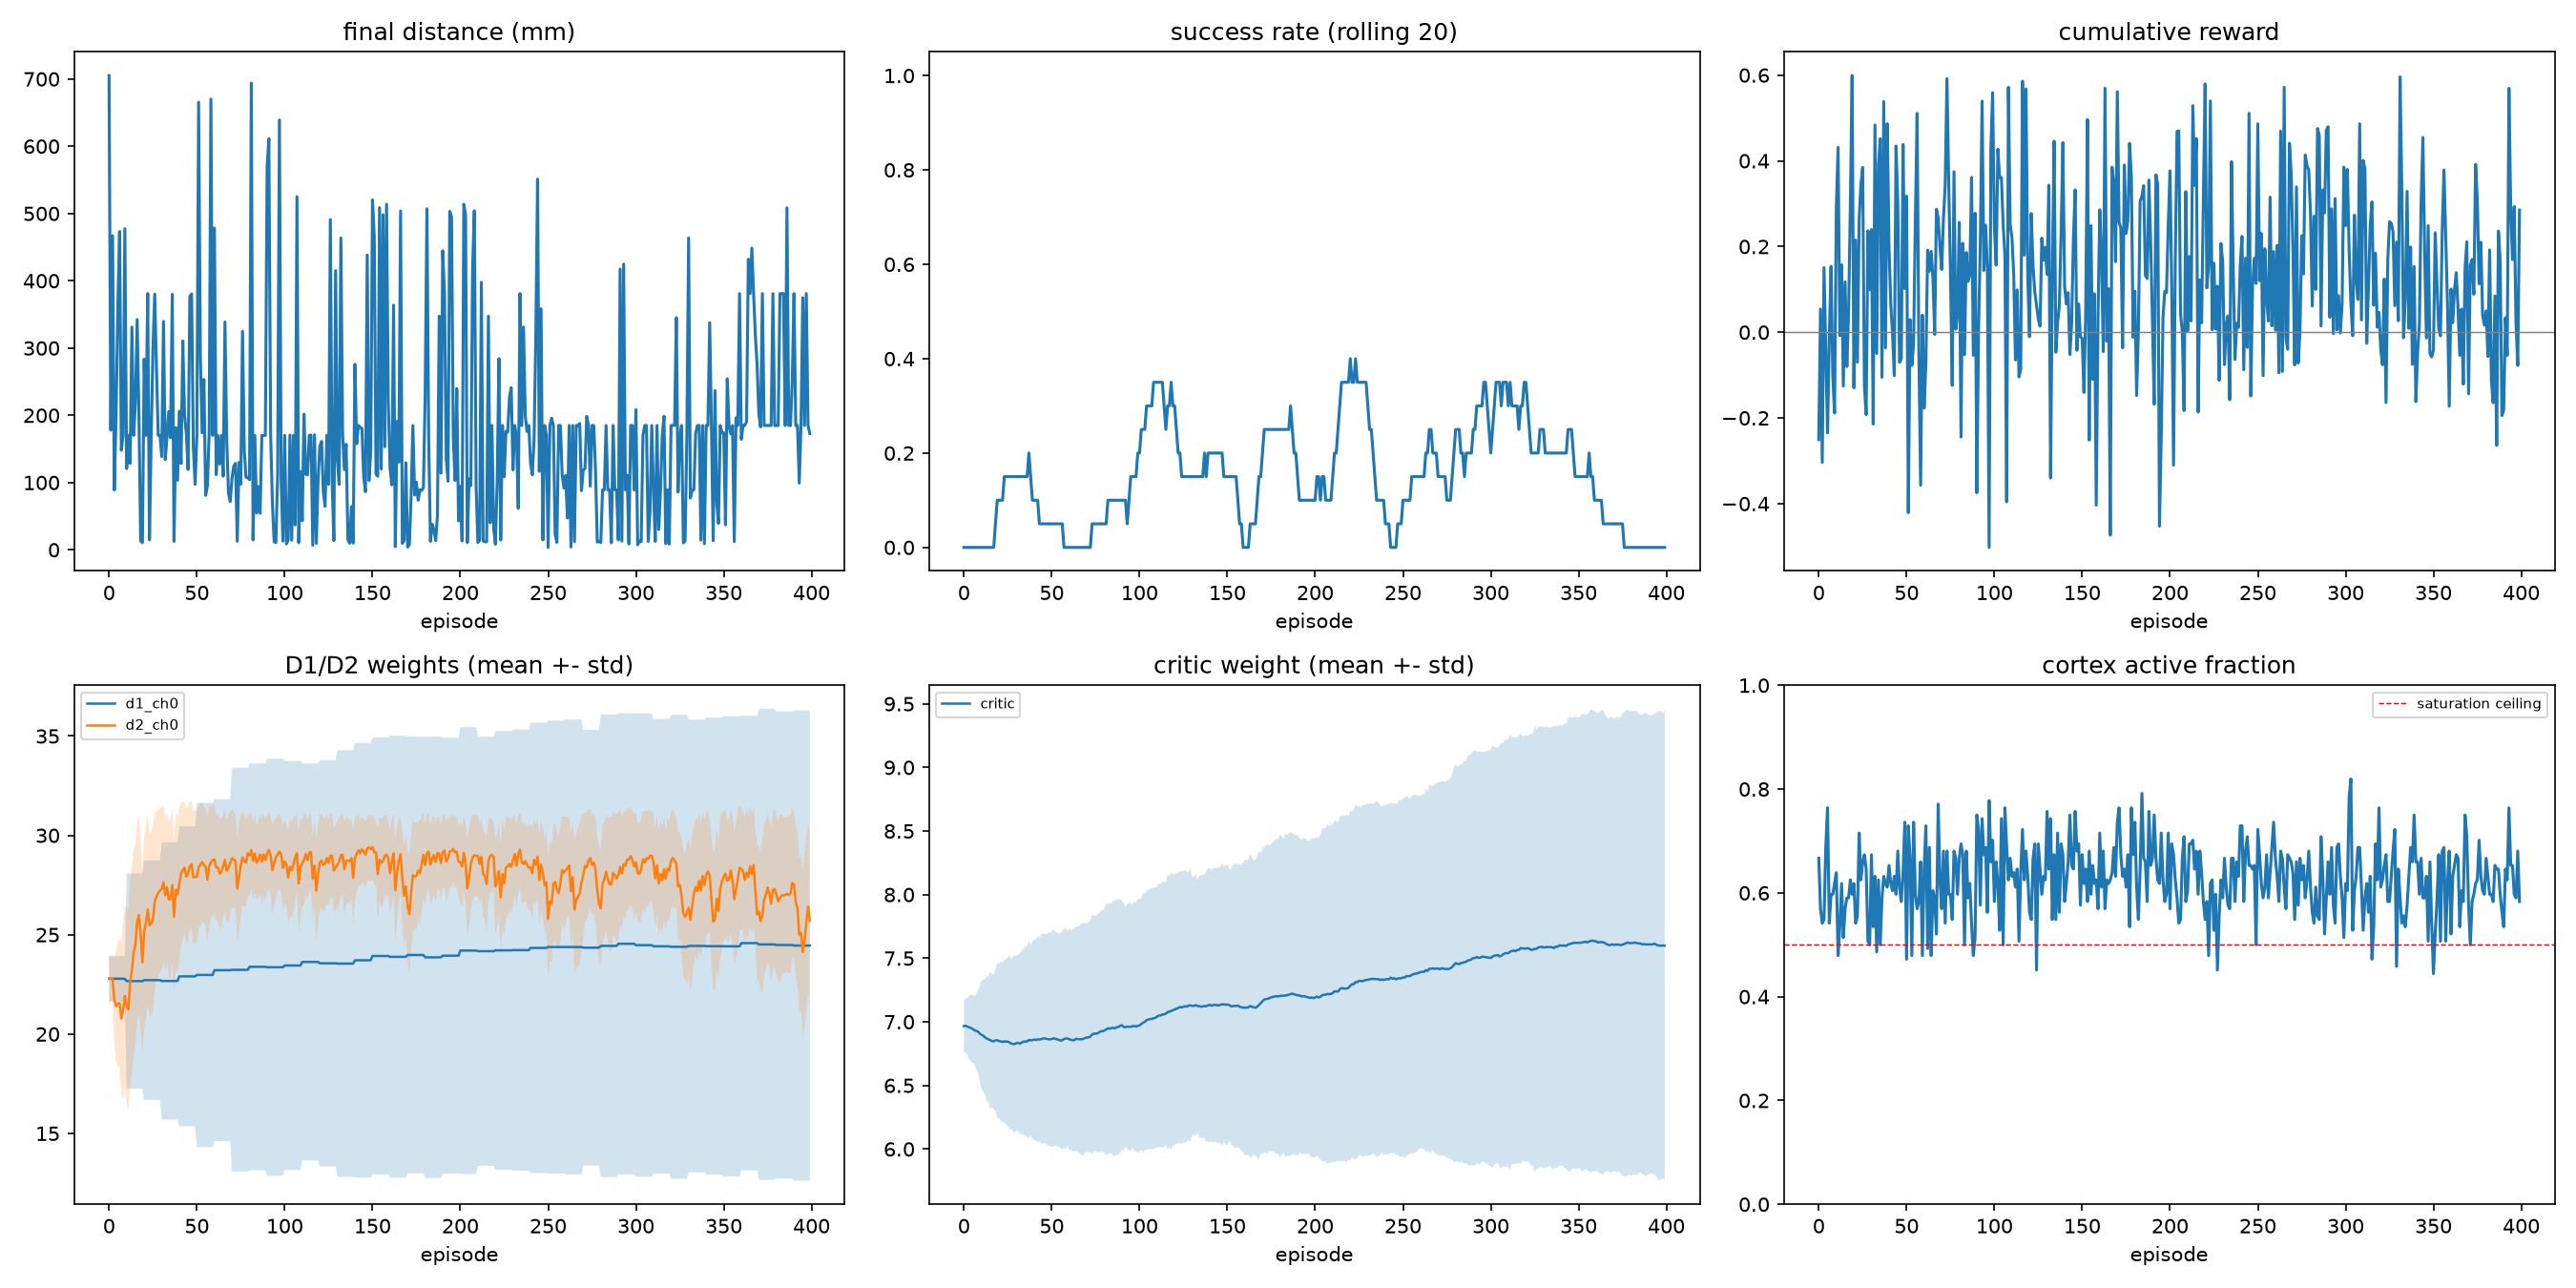 final distance (mm)
700
600
500
400
300
200
100
0
0 50 100 150 200 250 300 350 400
episode
success rate (rolling 20)
1.0
0.8
0.6
0.4
0.2
0.0
0 50 100 150 200 250 300 350 400
episode
cumulative reward
0.6
0.4
0.2
0.0
−0.2
−0.4
0 50 100 150 200 250 300 350 400
episode
D1/D2 weights (mean +- std)
d1_ch0
d2_ch0
35
30
25
20
15
0 50 100 150 200 250 300 350 400
episode
critic weight (mean +- std)
critic
9.5
9.0
8.5
8.0
7.5
7.0
6.5
6.0
0 50 100 150 200 250 300 350 400
episode
cortex active fraction
saturation ceiling
1.0
0.8
0.6
0.4
0.2
0.0
0 50 100 150 200 250 300 350 400
episode